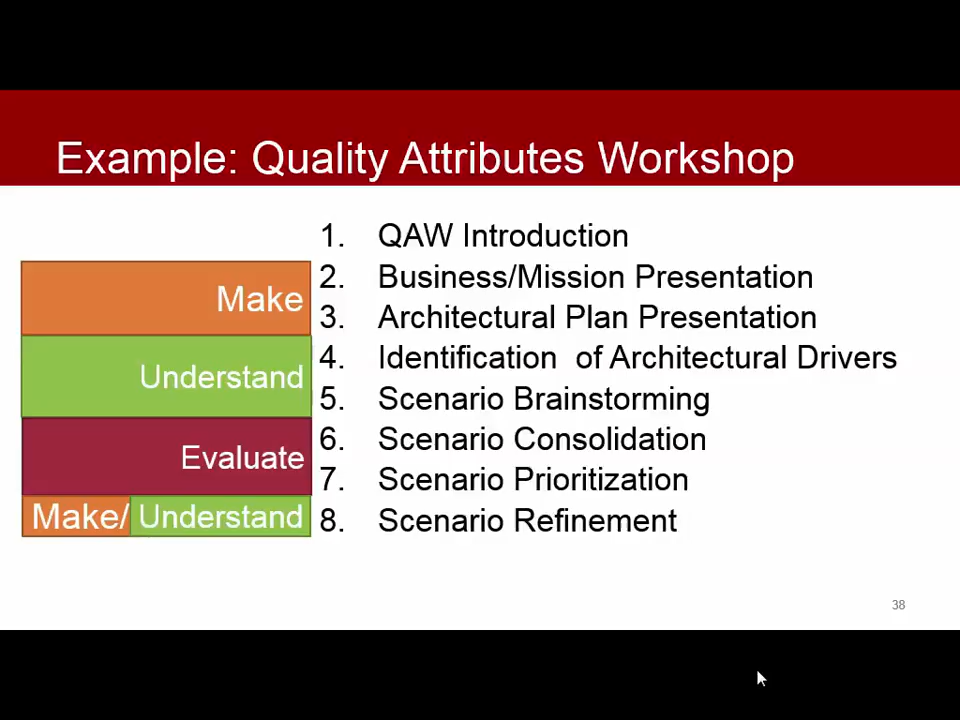 Example: Quality Attributes Workshop
1. QAW Introduction
2. Business/Mission Presentation
Make
3. Architectural Plan Presentation
4. Identification of Architectural Drivers
Understand
5. Scenario Brainstorming
6. Scenario Consolidation
Evaluate
7. Scenario Prioritization
Make/ Understand
8. Scenario Refinement
38